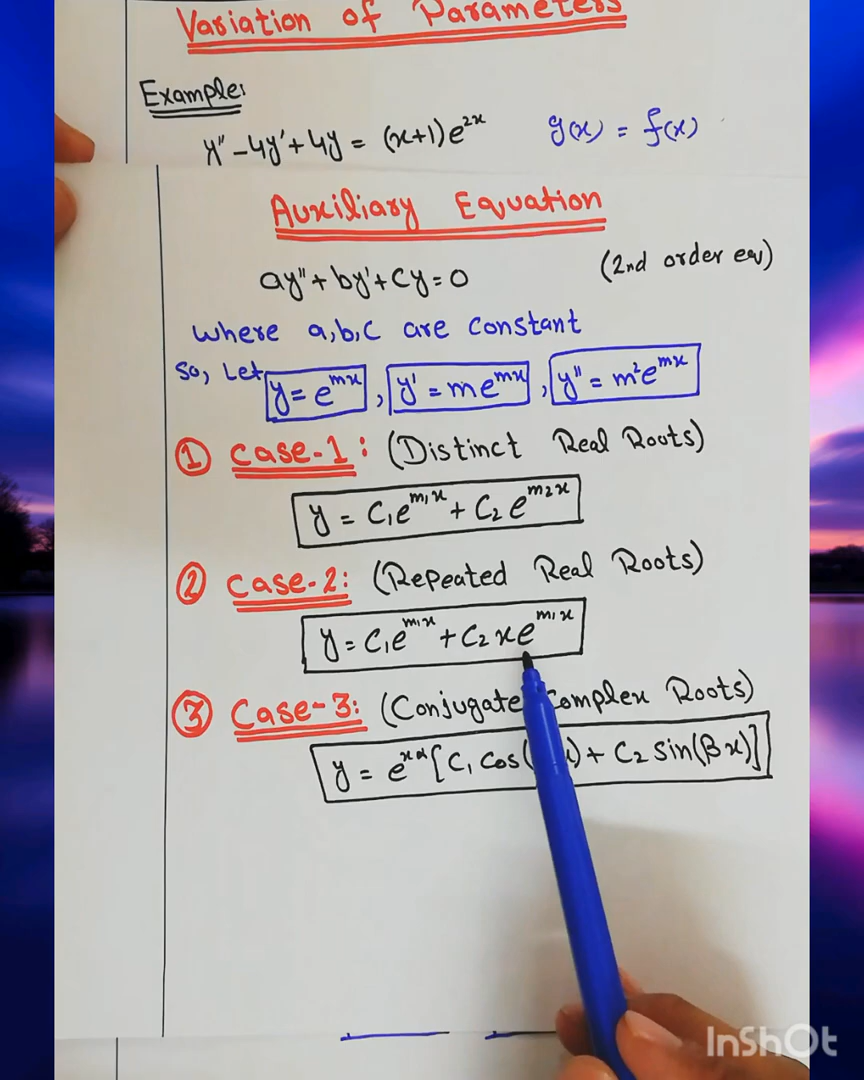 Variation of Parameters
Example:
y'' - 4y' + 4y = (x+1)e^2x   g(x) = f(x)
Auxiliary Equation
ay'' + by' + cy = 0   (2nd order eq)
where a,b,c are constant
So, Let y = e^mx , y' = me^mx , y'' = m²e^mx
① Case-1: (Distinct Real Roots)
y = C₁e^m₁x + C₂e^m₂x
② Case-2: (Repeated Real Roots)
y = C₁e^m₁x + C₂xe^m₁x
③ Case-3: (Conjugate Complex Roots)
y = e^xα[C₁ Cos( x) + C₂ Sin(βx)]
InShOt